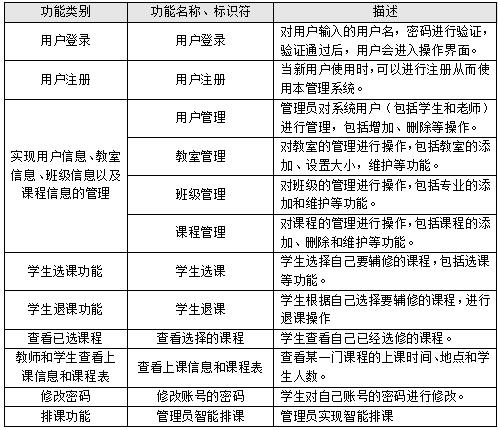 功能类别 功能名称、标识符 描述
用户登录 用户登录 对用户输入的用户名，密码进行验证，
验证通过后，用户会进入操作界面。
用户注册 用户注册 当新用户使用时，可以进行注册从而使
用本管理系统。
实现用户信息、教室
信息、班级信息以及
课程信息的管理
用户管理 管理员对系统用户（包括学生和老师）
进行管理，包括增加、删除等操作。
教室管理 对教室的管理进行操作，包括教室的添
加、设置大小，维护等功能。
班级管理 对班级的管理进行操作，包括专业的添
加和维护等功能。
课程管理 对课程的管理进行操作，包括课程的添
加、删除和维护等功能。
学生选课功能 学生选课 学生选择自己要辅修的课程，包括选课
等功能。
学生退课功能 学生退课 学生根据自己选择要辅修的课程，进行
退课操作
查看已选课程 查看选择的课程 学生查看自己已经选修的课程。
教师和学生查看上
课信息和课程表
查看上课信息和课程表 查看某一门课程的上课时间、地点和学
生人数。
修改密码 修改账号的密码 学生对自己账号的密码进行修改。
排课功能 管理员智能排课 管理员实现智能排课